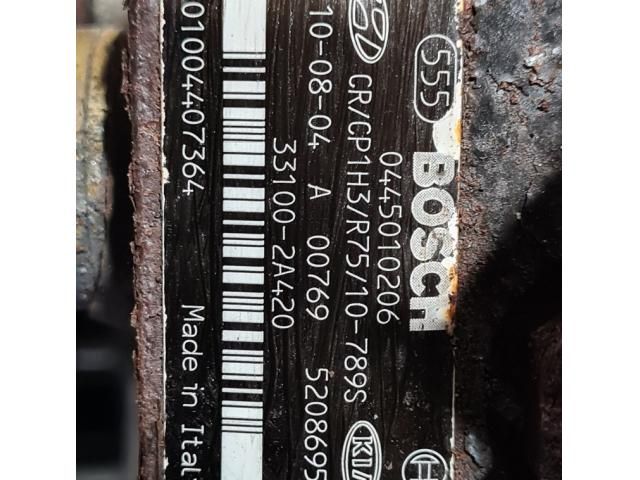 555 BOSCH
0445010206
CR/CP1H3/R75/10-789S KIA
10-08-04 A 00769 5208695
33100-2A420
01004407364 Made in Ital